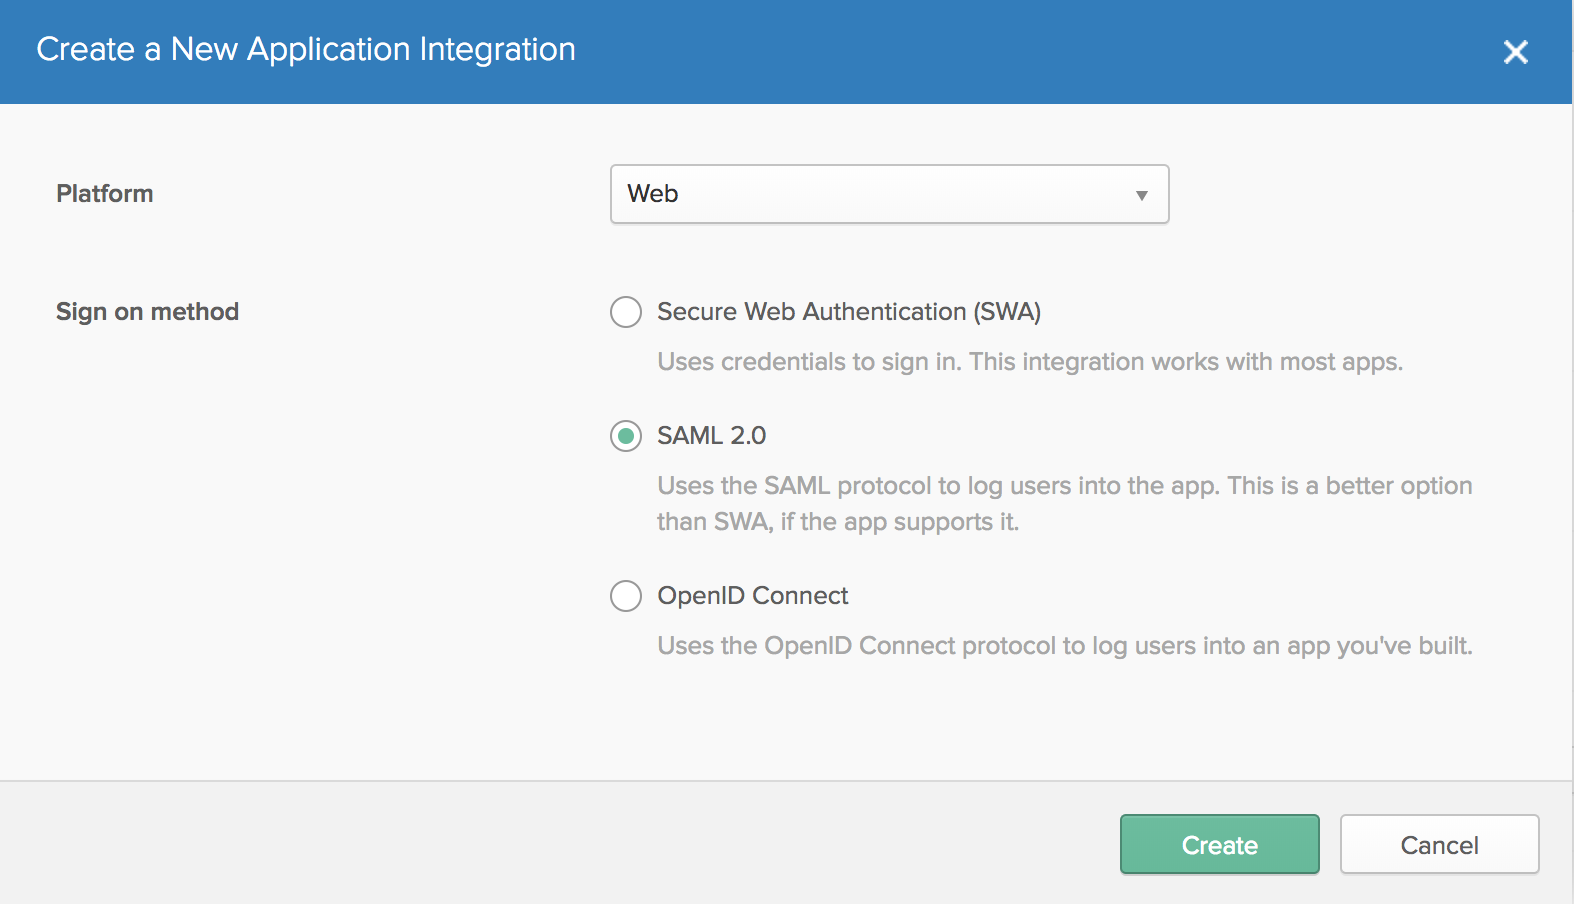 Create a New Application Integration
Platform
Web
Sign on method
Secure Web Authentication (SWA)
Uses credentials to sign in. This integration works with most apps.
SAML 2.0
Uses the SAML protocol to log users into the app. This is a better option
than SWA, if the app supports it.
OpenID Connect
Uses the OpenID Connect protocol to log users into an app you've built.
Create
Cancel